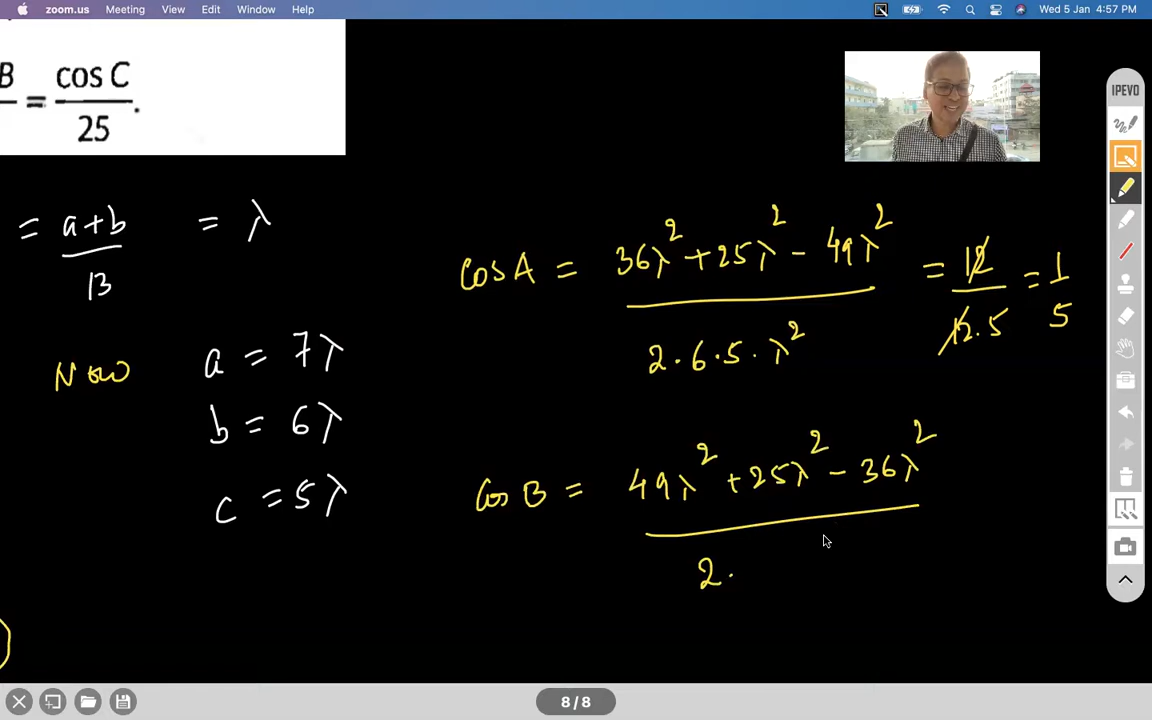 zoom.us Meeting View Edit Window Help Wed 5 Jan 4:57 PM
B/ = cos C/25.
IPEVO
= a+b/13 = λ
cosA = 36λ²+25λ²−49λ²/2·6·5·λ² = 12/12.5 = 1/5
Now a = 7λ
b = 6λ
c = 5λ
Cos B = 49λ²+25λ²−36λ²/2·
8/8